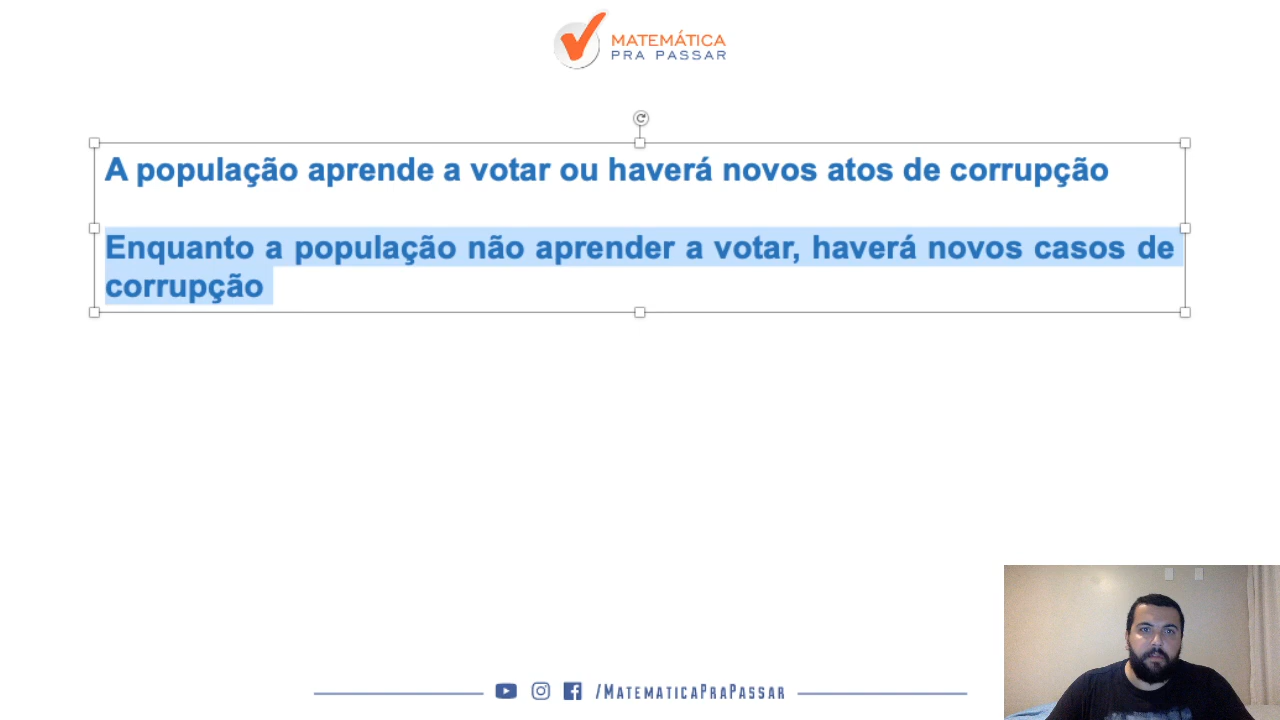 MATEMÁTICA
PRA PASSAR
A população aprende a votar ou haverá novos atos de corrupção
Enquanto a população não aprender a votar, haverá novos casos de
corrupção
/MATEMATICAPRAPASSAR